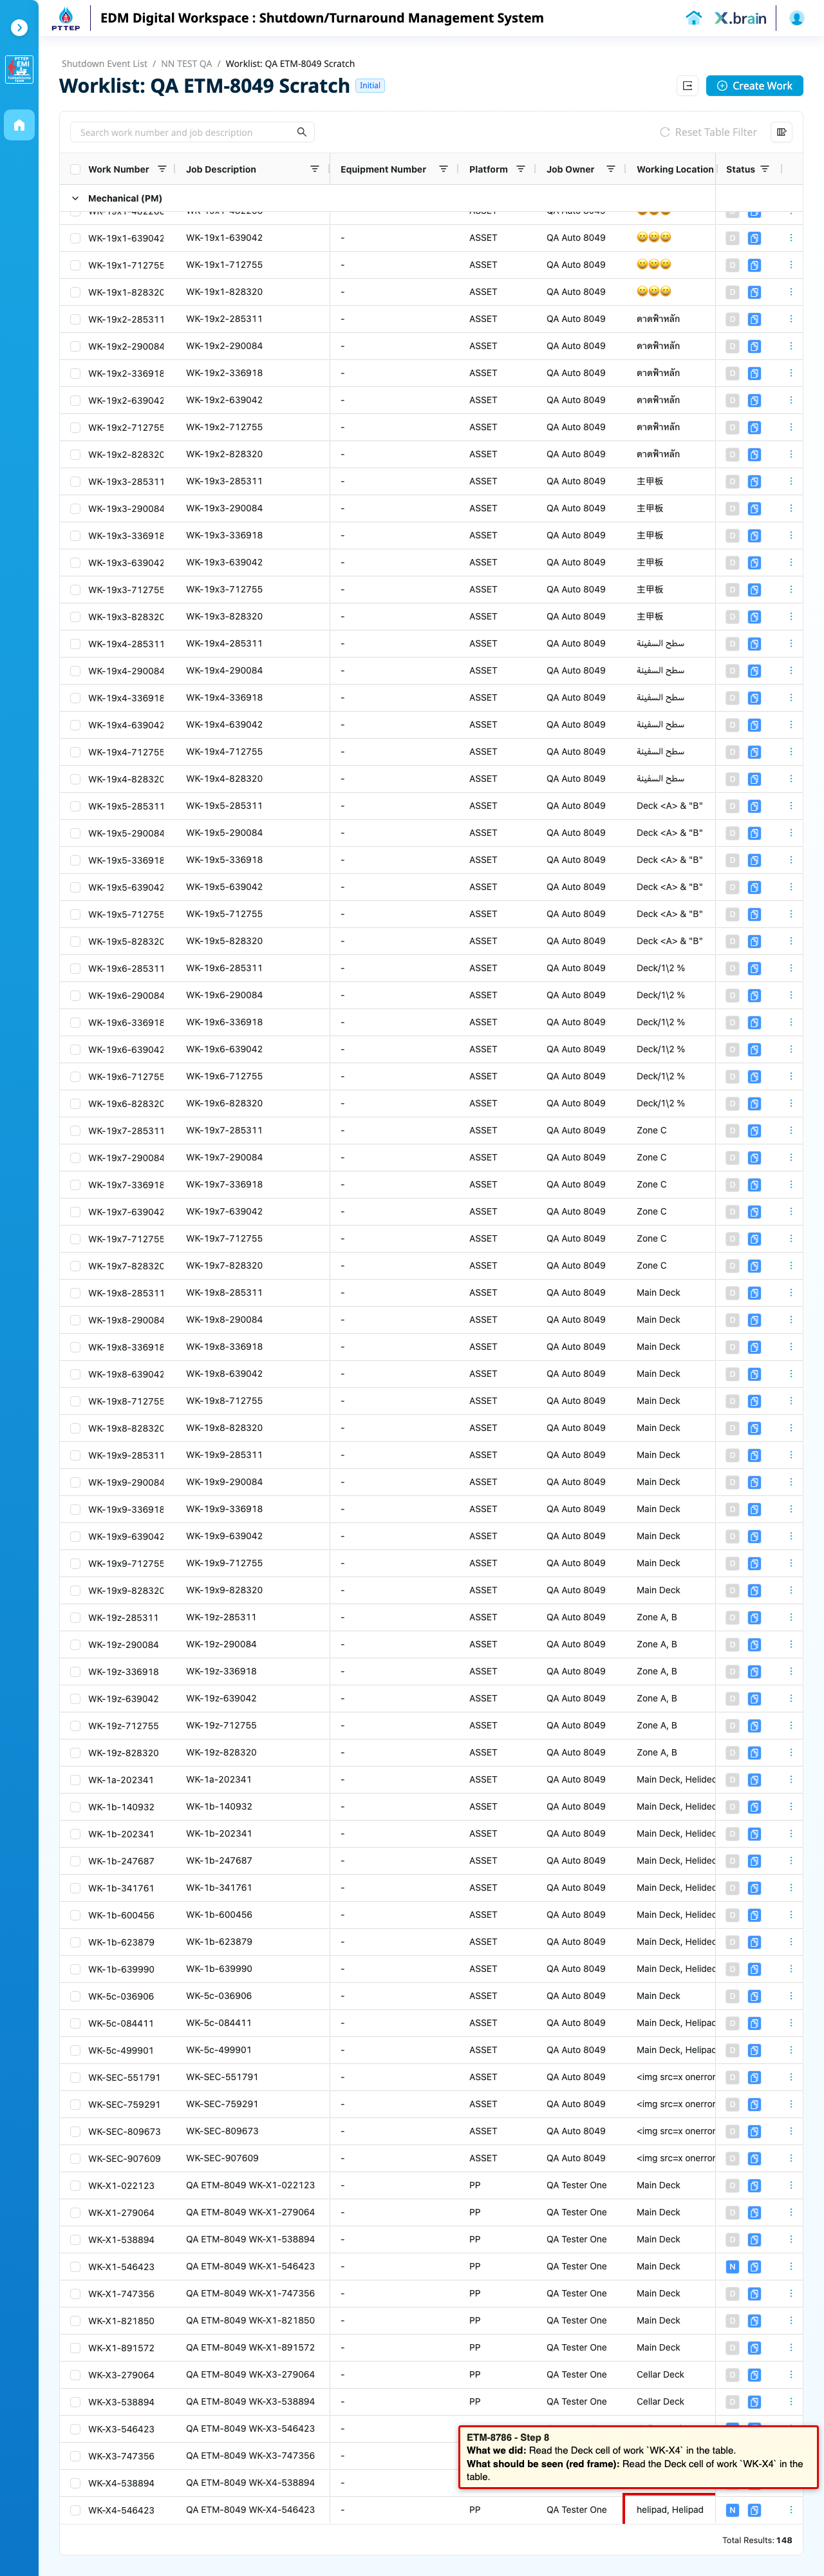 PTTEP
EDM Digital Workspace : Shutdown/Turnaround Management System
X.brain
Shutdown Event List / NN TEST QA / Worklist: QA ETM-8049 Scratch
Worklist: QA ETM-8049 Scratch Initial
Create Work
Search work number and job description
Reset Table Filter
Work Number Job Description Equipment Number Platform Job Owner Working Location Status
Mechanical (PM)
WK-19x1-639042 WK-19x1-639042 - ASSET QA Auto 8049 😀😀😀 D
WK-19x1-712755 WK-19x1-712755 - ASSET QA Auto 8049 😀😀😀 D
WK-19x1-828320 WK-19x1-828320 - ASSET QA Auto 8049 😀😀😀 D
WK-19x2-285311 WK-19x2-285311 - ASSET QA Auto 8049 ดาดฟ้าหลัก D
WK-19x2-290084 WK-19x2-290084 - ASSET QA Auto 8049 ดาดฟ้าหลัก D
WK-19x2-336918 WK-19x2-336918 - ASSET QA Auto 8049 ดาดฟ้าหลัก D
WK-19x2-639042 WK-19x2-639042 - ASSET QA Auto 8049 ดาดฟ้าหลัก D
WK-19x2-712755 WK-19x2-712755 - ASSET QA Auto 8049 ดาดฟ้าหลัก D
WK-19x2-828320 WK-19x2-828320 - ASSET QA Auto 8049 ดาดฟ้าหลัก D
WK-19x3-285311 WK-19x3-285311 - ASSET QA Auto 8049 主甲板 D
WK-19x3-290084 WK-19x3-290084 - ASSET QA Auto 8049 主甲板 D
WK-19x3-336918 WK-19x3-336918 - ASSET QA Auto 8049 主甲板 D
WK-19x3-639042 WK-19x3-639042 - ASSET QA Auto 8049 主甲板 D
WK-19x3-712755 WK-19x3-712755 - ASSET QA Auto 8049 主甲板 D
WK-19x3-828320 WK-19x3-828320 - ASSET QA Auto 8049 主甲板 D
WK-19x4-285311 WK-19x4-285311 - ASSET QA Auto 8049 سطح السفينة D
WK-19x4-290084 WK-19x4-290084 - ASSET QA Auto 8049 سطح السفينة D
WK-19x4-336918 WK-19x4-336918 - ASSET QA Auto 8049 سطح السفينة D
WK-19x4-639042 WK-19x4-639042 - ASSET QA Auto 8049 سطح السفينة D
WK-19x4-712755 WK-19x4-712755 - ASSET QA Auto 8049 سطح السفينة D
WK-19x4-828320 WK-19x4-828320 - ASSET QA Auto 8049 سطح السفينة D
WK-19x5-285311 WK-19x5-285311 - ASSET QA Auto 8049 Deck <A> & "B" D
WK-19x5-290084 WK-19x5-290084 - ASSET QA Auto 8049 Deck <A> & "B" D
WK-19x5-336918 WK-19x5-336918 - ASSET QA Auto 8049 Deck <A> & "B" D
WK-19x5-639042 WK-19x5-639042 - ASSET QA Auto 8049 Deck <A> & "B" D
WK-19x5-712755 WK-19x5-712755 - ASSET QA Auto 8049 Deck <A> & "B" D
WK-19x5-828320 WK-19x5-828320 - ASSET QA Auto 8049 Deck <A> & "B" D
WK-19x6-285311 WK-19x6-285311 - ASSET QA Auto 8049 Deck/1\2 % D
WK-19x6-290084 WK-19x6-290084 - ASSET QA Auto 8049 Deck/1\2 % D
WK-19x6-336918 WK-19x6-336918 - ASSET QA Auto 8049 Deck/1\2 % D
WK-19x6-639042 WK-19x6-639042 - ASSET QA Auto 8049 Deck/1\2 % D
WK-19x6-712755 WK-19x6-712755 - ASSET QA Auto 8049 Deck/1\2 % D
WK-19x6-828320 WK-19x6-828320 - ASSET QA Auto 8049 Deck/1\2 % D
WK-19x7-285311 WK-19x7-285311 - ASSET QA Auto 8049 Zone C D
WK-19x7-290084 WK-19x7-290084 - ASSET QA Auto 8049 Zone C D
WK-19x7-336918 WK-19x7-336918 - ASSET QA Auto 8049 Zone C D
WK-19x7-639042 WK-19x7-639042 - ASSET QA Auto 8049 Zone C D
WK-19x7-712755 WK-19x7-712755 - ASSET QA Auto 8049 Zone C D
WK-19x7-828320 WK-19x7-828320 - ASSET QA Auto 8049 Zone C D
WK-19x8-285311 WK-19x8-285311 - ASSET QA Auto 8049 Main Deck D
WK-19x8-290084 WK-19x8-290084 - ASSET QA Auto 8049 Main Deck D
WK-19x8-336918 WK-19x8-336918 - ASSET QA Auto 8049 Main Deck D
WK-19x8-639042 WK-19x8-639042 - ASSET QA Auto 8049 Main Deck D
WK-19x8-712755 WK-19x8-712755 - ASSET QA Auto 8049 Main Deck D
WK-19x8-828320 WK-19x8-828320 - ASSET QA Auto 8049 Main Deck D
WK-19x9-285311 WK-19x9-285311 - ASSET QA Auto 8049 Main Deck D
WK-19x9-290084 WK-19x9-290084 - ASSET QA Auto 8049 Main Deck D
WK-19x9-336918 WK-19x9-336918 - ASSET QA Auto 8049 Main Deck D
WK-19x9-639042 WK-19x9-639042 - ASSET QA Auto 8049 Main Deck D
WK-19x9-712755 WK-19x9-712755 - ASSET QA Auto 8049 Main Deck D
WK-19x9-828320 WK-19x9-828320 - ASSET QA Auto 8049 Main Deck D
WK-19z-285311 WK-19z-285311 - ASSET QA Auto 8049 Zone A, B D
WK-19z-290084 WK-19z-290084 - ASSET QA Auto 8049 Zone A, B D
WK-19z-336918 WK-19z-336918 - ASSET QA Auto 8049 Zone A, B D
WK-19z-639042 WK-19z-639042 - ASSET QA Auto 8049 Zone A, B D
WK-19z-712755 WK-19z-712755 - ASSET QA Auto 8049 Zone A, B D
WK-19z-828320 WK-19z-828320 - ASSET QA Auto 8049 Zone A, B D
WK-1a-202341 WK-1a-202341 - ASSET QA Auto 8049 Main Deck, Helidec D
WK-1b-140932 WK-1b-140932 - ASSET QA Auto 8049 Main Deck, Helidec D
WK-1b-202341 WK-1b-202341 - ASSET QA Auto 8049 Main Deck, Helidec D
WK-1b-247687 WK-1b-247687 - ASSET QA Auto 8049 Main Deck, Helidec D
WK-1b-341761 WK-1b-341761 - ASSET QA Auto 8049 Main Deck, Helidec D
WK-1b-600456 WK-1b-600456 - ASSET QA Auto 8049 Main Deck, Helidec D
WK-1b-623879 WK-1b-623879 - ASSET QA Auto 8049 Main Deck, Helidec D
WK-1b-639990 WK-1b-639990 - ASSET QA Auto 8049 Main Deck, Helidec D
WK-5c-036906 WK-5c-036906 - ASSET QA Auto 8049 Main Deck D
WK-5c-084411 WK-5c-084411 - ASSET QA Auto 8049 Main Deck, Helipad D
WK-5c-499901 WK-5c-499901 - ASSET QA Auto 8049 Main Deck, Helipad D
WK-SEC-551791 WK-SEC-551791 - ASSET QA Auto 8049 <img src=x onerror D
WK-SEC-759291 WK-SEC-759291 - ASSET QA Auto 8049 <img src=x onerror D
WK-SEC-809673 WK-SEC-809673 - ASSET QA Auto 8049 <img src=x onerror D
WK-SEC-907609 WK-SEC-907609 - ASSET QA Auto 8049 <img src=x onerror D
WK-X1-022123 QA ETM-8049 WK-X1-022123 - PP QA Tester One Main Deck D
WK-X1-279064 QA ETM-8049 WK-X1-279064 - PP QA Tester One Main Deck D
WK-X1-538894 QA ETM-8049 WK-X1-538894 - PP QA Tester One Main Deck D
WK-X1-546423 QA ETM-8049 WK-X1-546423 - PP QA Tester One Main Deck N
WK-X1-747356 QA ETM-8049 WK-X1-747356 - PP QA Tester One Main Deck D
WK-X1-821850 QA ETM-8049 WK-X1-821850 - PP QA Tester One Main Deck D
WK-X1-891572 QA ETM-8049 WK-X1-891572 - PP QA Tester One Main Deck D
WK-X3-279064 QA ETM-8049 WK-X3-279064 - PP QA Tester One Cellar Deck D
WK-X3-538894 QA ETM-8049 WK-X3-538894 - PP QA Tester One Cellar Deck D
WK-X3-546423 QA ETM-8049 WK-X3-546423 -
WK-X3-747356 QA ETM-8049 WK-X3-747356 -
WK-X4-538894 QA ETM-8049 WK-X4-538894 -
ETM-8786 - Step 8
What we did: Read the Deck cell of work `WK-X4` in the table.
What should be seen (red frame): Read the Deck cell of work `WK-X4` in the
table.
WK-X4-546423 QA ETM-8049 WK-X4-546423 - PP QA Tester One helipad, Helipad N
Total Results: 148